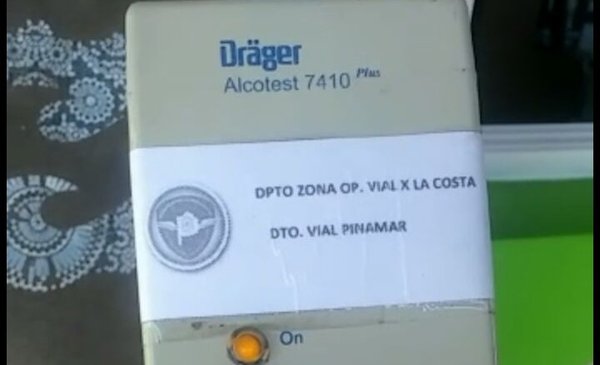 Dräger
Alcotest 7410 Plus
DPTO ZONA OP. VIAL X LA COSTA
DTO. VIAL PINAMAR
On